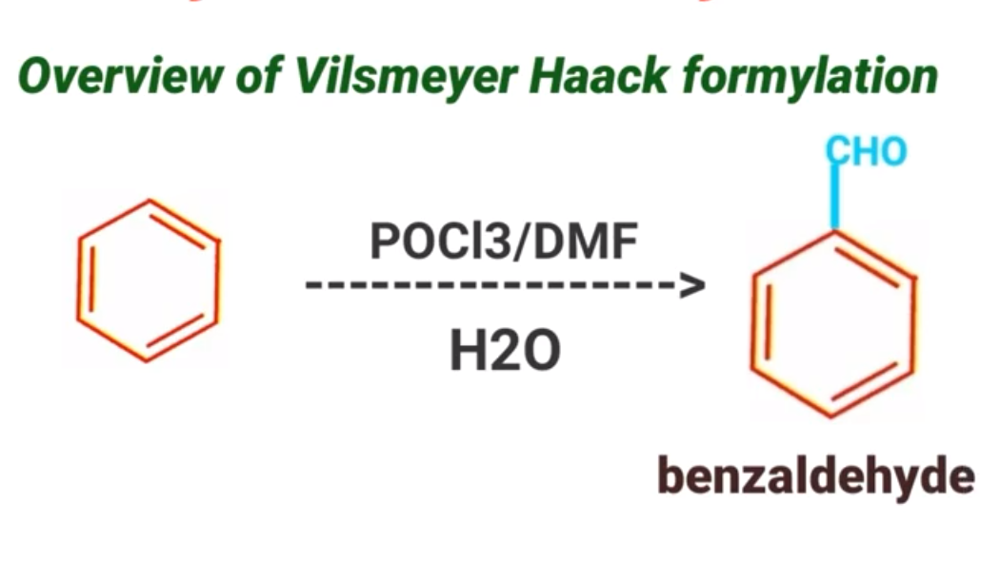 Overview of Vilsmeyer Haack formylation
CHO
POCl3/DMF
----------------->
H2O
benzaldehyde